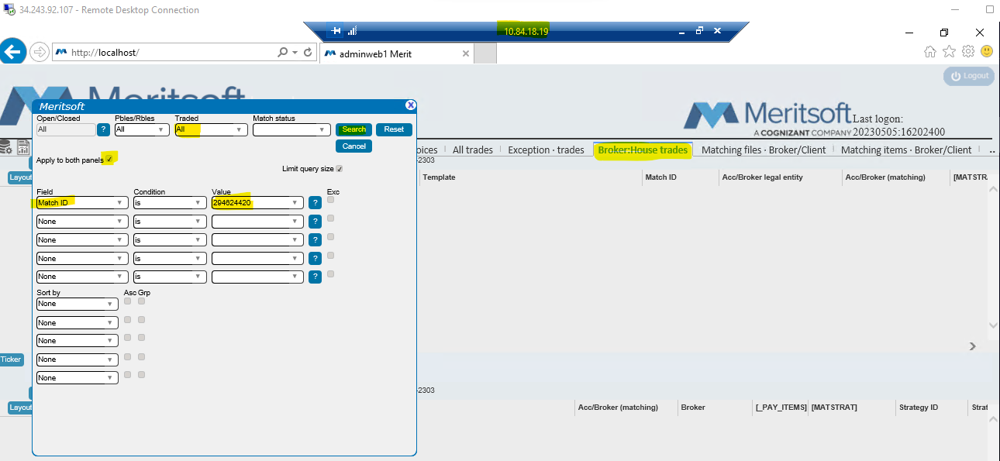 34.243.92.107 - Remote Desktop Connection
10.84.18.19
http://localhost/
adminweb1 Merit
Logout
Meritsoft
A COGNIZANT COMPANY
Last logon:
20230505:16202400
oices All trades Exception · trades Broker:House trades Matching files · Broker/Client Matching items · Broker/Client ..
-2303
Template Match ID Acc/Broker legal entity Acc/Broker (matching) [MATSTRA
Layout
Meritsoft X
Open/Closed Pbles/Rbles Traded Match status
All ? All All Search Reset
Cancel
Apply to both panels
Limit query size
Field Condition Value Exc
Match ID is 294624420 ?
None is ?
None is ?
None is ?
None is ?
Sort by Asc Grp
None
None
None
None
None
Ticker
-2303
Layout
Acc/Broker (matching) Broker [_PAY_ITEMS] [MATSTRAT] Strategy ID Strat